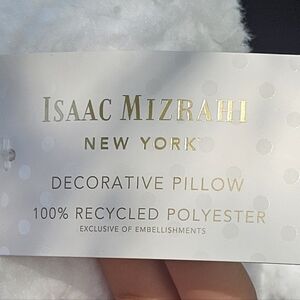 ISAAC MIZRAHI
NEW YORK
DECORATIVE PILLOW
100% RECYCLED POLYESTER
EXCLUSIVE OF EMBELLISHMENTS